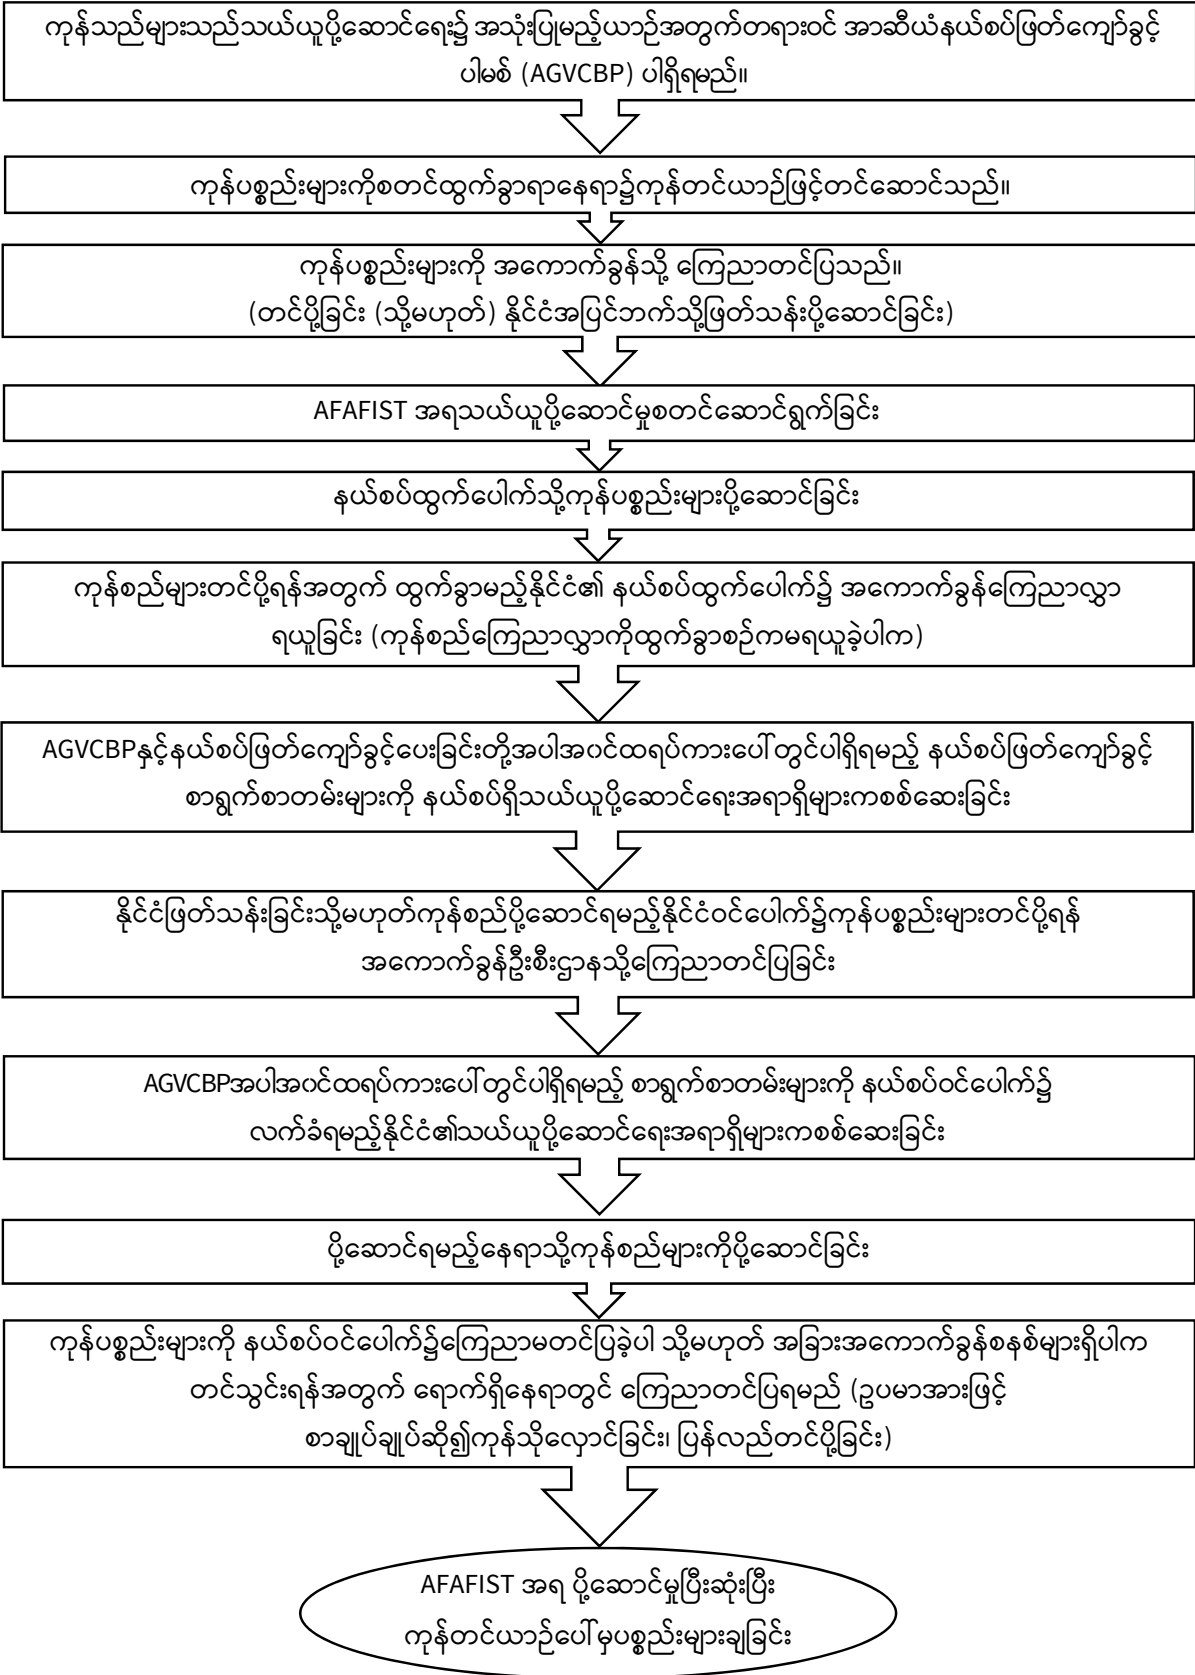 ကုန်သည်များသည်သယ်ယူပို့ဆောင်ရေး၌ အသုံးပြုမည့်ယာဉ်အတွက်တရားဝင် အာဆီယံနယ်စပ်ဖြတ်ကျော်ခွင့်
ပါမစ် (AGVCBP) ပါရှိရမည်။
ကုန်ပစ္စည်းများကိုစတင်ထွက်ခွာရာနေရာ၌ကုန်တင်ယာဉ်ဖြင့်တင်ဆောင်သည်။
ကုန်ပစ္စည်းများကို အကောက်ခွန်သို့ ကြေညာတင်ပြသည်။
(တင်ပို့ခြင်း (သို့မဟုတ်) နိုင်ငံအပြင်ဘက်သို့ဖြတ်သန်းပို့ဆောင်ခြင်း)
AFAFIST အရသယ်ယူပို့ဆောင်မှုစတင်ဆောင်ရွက်ခြင်း
နယ်စပ်ထွက်ပေါက်သို့ကုန်ပစ္စည်းများပို့ဆောင်ခြင်း
ကုန်စည်များတင်ပို့ရန်အတွက် ထွက်ခွာမည့်နိုင်ငံ၏ နယ်စပ်ထွက်ပေါက်၌ အကောက်ခွန်ကြေညာလွှာ
ရယူခြင်း (ကုန်စည်ကြေညာလွှာကိုထွက်ခွာစဉ်ကမရယူခဲ့ပါက)
AGVCBPနှင့်နယ်စပ်ဖြတ်ကျော်ခွင့်ပေးခြင်းတို့အပါအဝင်ထရပ်ကားပေါ်တွင်ပါရှိရမည့် နယ်စပ်ဖြတ်ကျော်ခွင့်
စာရွက်စာတမ်းများကို နယ်စပ်ရှိသယ်ယူပို့ဆောင်ရေးအရာရှိများကစစ်ဆေးခြင်း
နိုင်ငံဖြတ်သန်းခြင်းသို့မဟုတ်ကုန်စည်ပို့ဆောင်ရမည့်နိုင်ငံဝင်ပေါက်၌ကုန်ပစ္စည်းများတင်ပို့ရန်
အကောက်ခွန်ဦးစီးဌာနသို့ကြေညာတင်ပြခြင်း
AGVCBPအပါအဝင်ထရပ်ကားပေါ်တွင်ပါရှိရမည့် စာရွက်စာတမ်းများကို နယ်စပ်ဝင်ပေါက်၌
လက်ခံရမည့်နိုင်ငံ၏သယ်ယူပို့ဆောင်ရေးအရာရှိများကစစ်ဆေးခြင်း
ပို့ဆောင်ရမည့်နေရာသို့ကုန်စည်များကိုပို့ဆောင်ခြင်း
ကုန်ပစ္စည်းများကို နယ်စပ်ဝင်ပေါက်၌ကြေညာမတင်ပြခဲ့ပါ သို့မဟုတ် အခြားအကောက်ခွန်စနစ်များရှိပါက
တင်သွင်းရန်အတွက် ရောက်ရှိနေရာတွင် ကြေညာတင်ပြရမည် (ဥပမာအားဖြင့်
စာချုပ်ချုပ်ဆို၍ကုန်သိုလှောင်ခြင်း၊ ပြန်လည်တင်ပို့ခြင်း)
AFAFIST အရ ပို့ဆောင်မှုပြီးဆုံးပြီး
ကုန်တင်ယာဉ်ပေါ်မှပစ္စည်းများချခြင်း